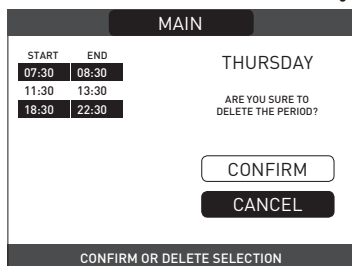 MAIN
START END
07:30 08:30
11:30 13:30
18:30 22:30
THURSDAY
ARE YOU SURE TO
DELETE THE PERIOD?
CONFIRM
CANCEL
CONFIRM OR DELETE SELECTION